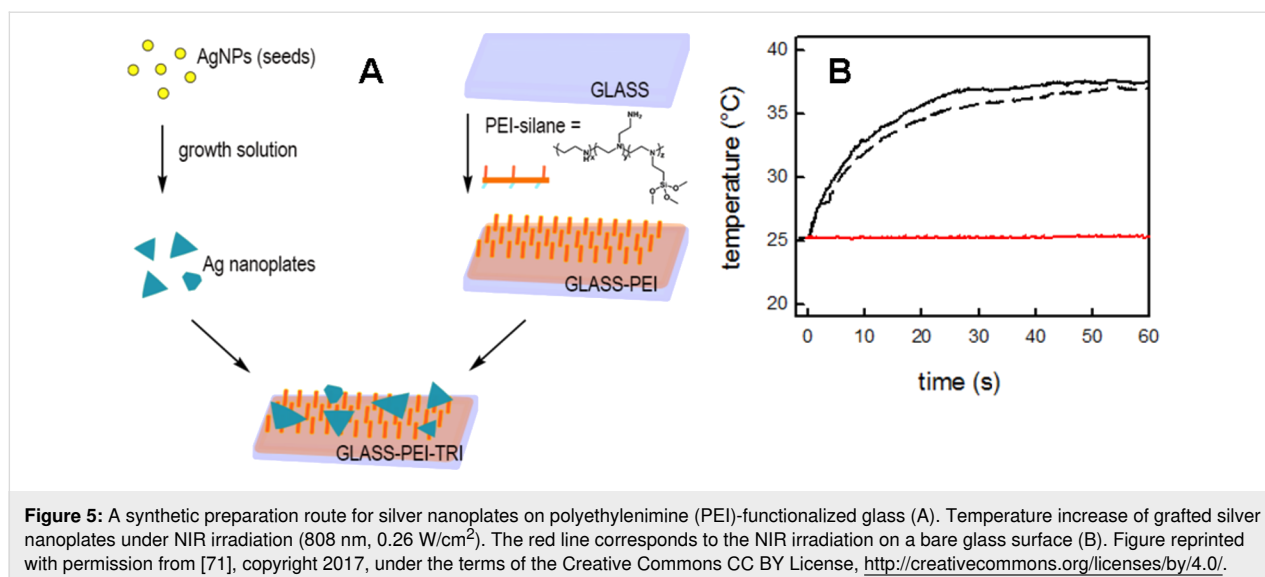 AgNPs (seeds)
A
growth solution
Ag nanoplates
GLASS
PEI-silane =
NH₂
N
H
x
N
y
N
z
Si
O
O
O
GLASS-PEI
GLASS-PEI-TRI
B
temperature (°C)
40
35
30
25
20
0 10 20 30 40 50 60
time (s)
Figure 5: A synthetic preparation route for silver nanoplates on polyethylenimine (PEI)-functionalized glass (A). Temperature increase of grafted silver
nanoplates under NIR irradiation (808 nm, 0.26 W/cm²). The red line corresponds to the NIR irradiation on a bare glass surface (B). Figure reprinted
with permission from [71], copyright 2017, under the terms of the Creative Commons CC BY License, http://creativecommons.org/licenses/by/4.0/.